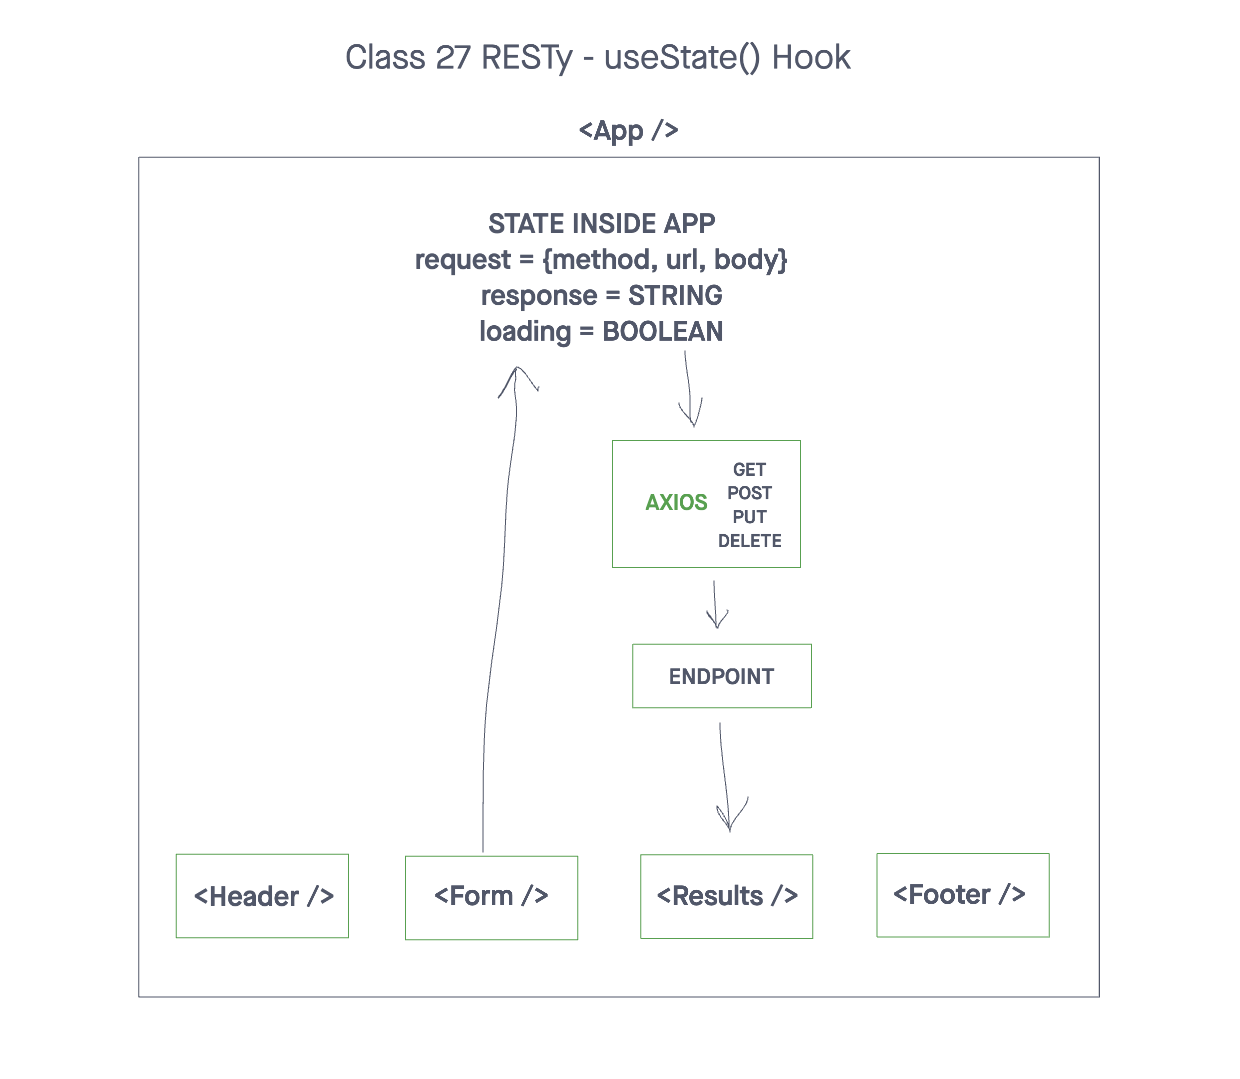 Class 27 RESTy - useState() Hook
<App />
STATE INSIDE APP
request = {method, url, body}
response = STRING
loading = BOOLEAN
AXIOS
GET
POST
PUT
DELETE
ENDPOINT
<Header />
<Form />
<Results />
<Footer />